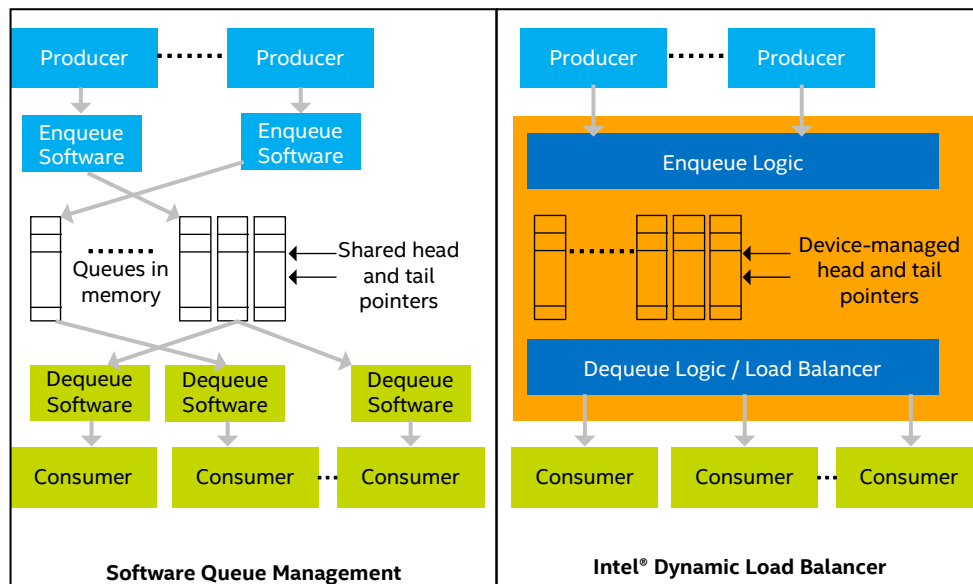 Producer
Producer
Enqueue
Software
Enqueue
Software
Queues in
memory
Shared head
and tail
pointers
Dequeue
Software
Dequeue
Software
Dequeue
Software
Consumer
Consumer
Consumer
Software Queue Management
Producer
Producer
Enqueue Logic
Device-managed
head and tail
pointers
Dequeue Logic / Load Balancer
Consumer
Consumer
Consumer
Intel® Dynamic Load Balancer